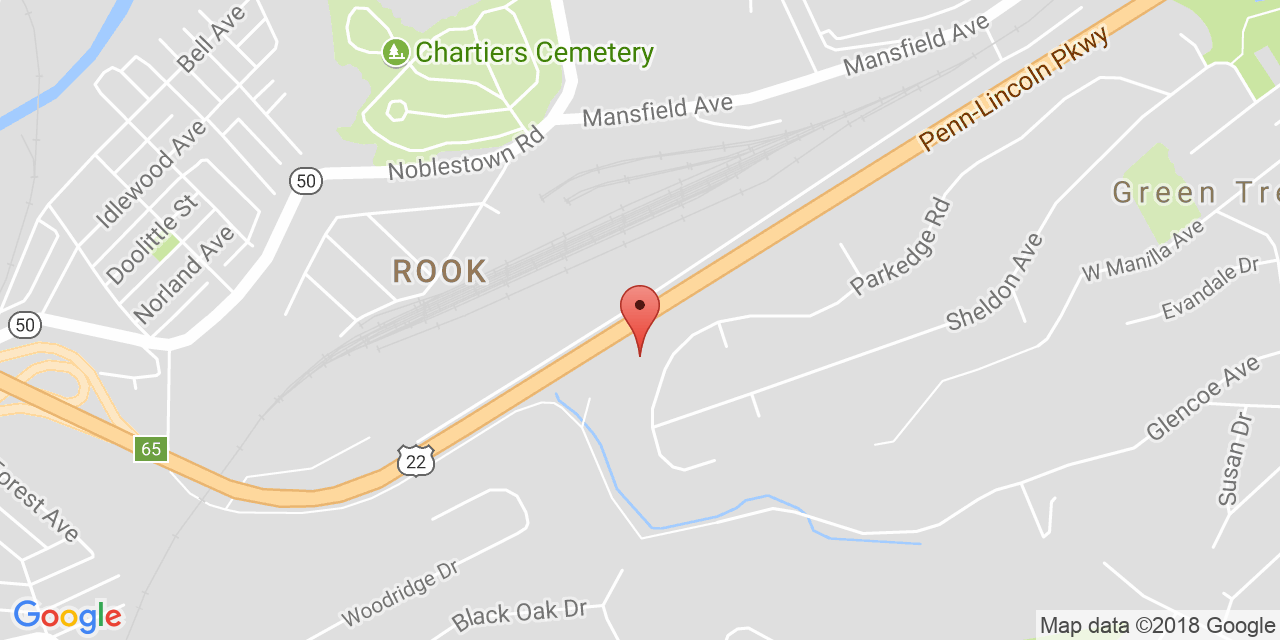 Bell Ave
Chartiers Cemetery
Mansfield Ave
Penn-Lincoln Pkwy
Mansfield Ave
Noblestown Rd
50
Idlewood Ave
Doolittle St
Norland Ave
Green Tre
Parkedge Rd
W Manilla Ave
ROOK
Sheldon Ave
Evandale Dr
50
65
22
Glencoe Ave
Susan Dr
Forest Ave
Woodridge Dr
Black Oak Dr
Google
Map data ©2018 Google